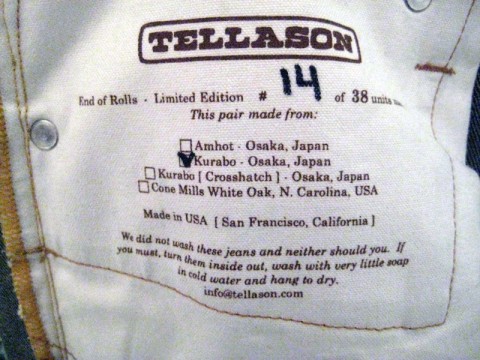 TELLASON
End of Rolls - Limited Edition # 14 of 38 units
This pair made from:
Amhot - Osaka, Japan
Kurabo - Osaka, Japan
Kurabo [ Crosshatch ] - Osaka, Japan
Cone Mills White Oak, N. Carolina, USA
Made in USA [ San Francisco, California ]
We did not wash these jeans and neither should you. If
you must, turn them inside out, wash with very little soap
in cold water and hang to dry.
info@tellason.com